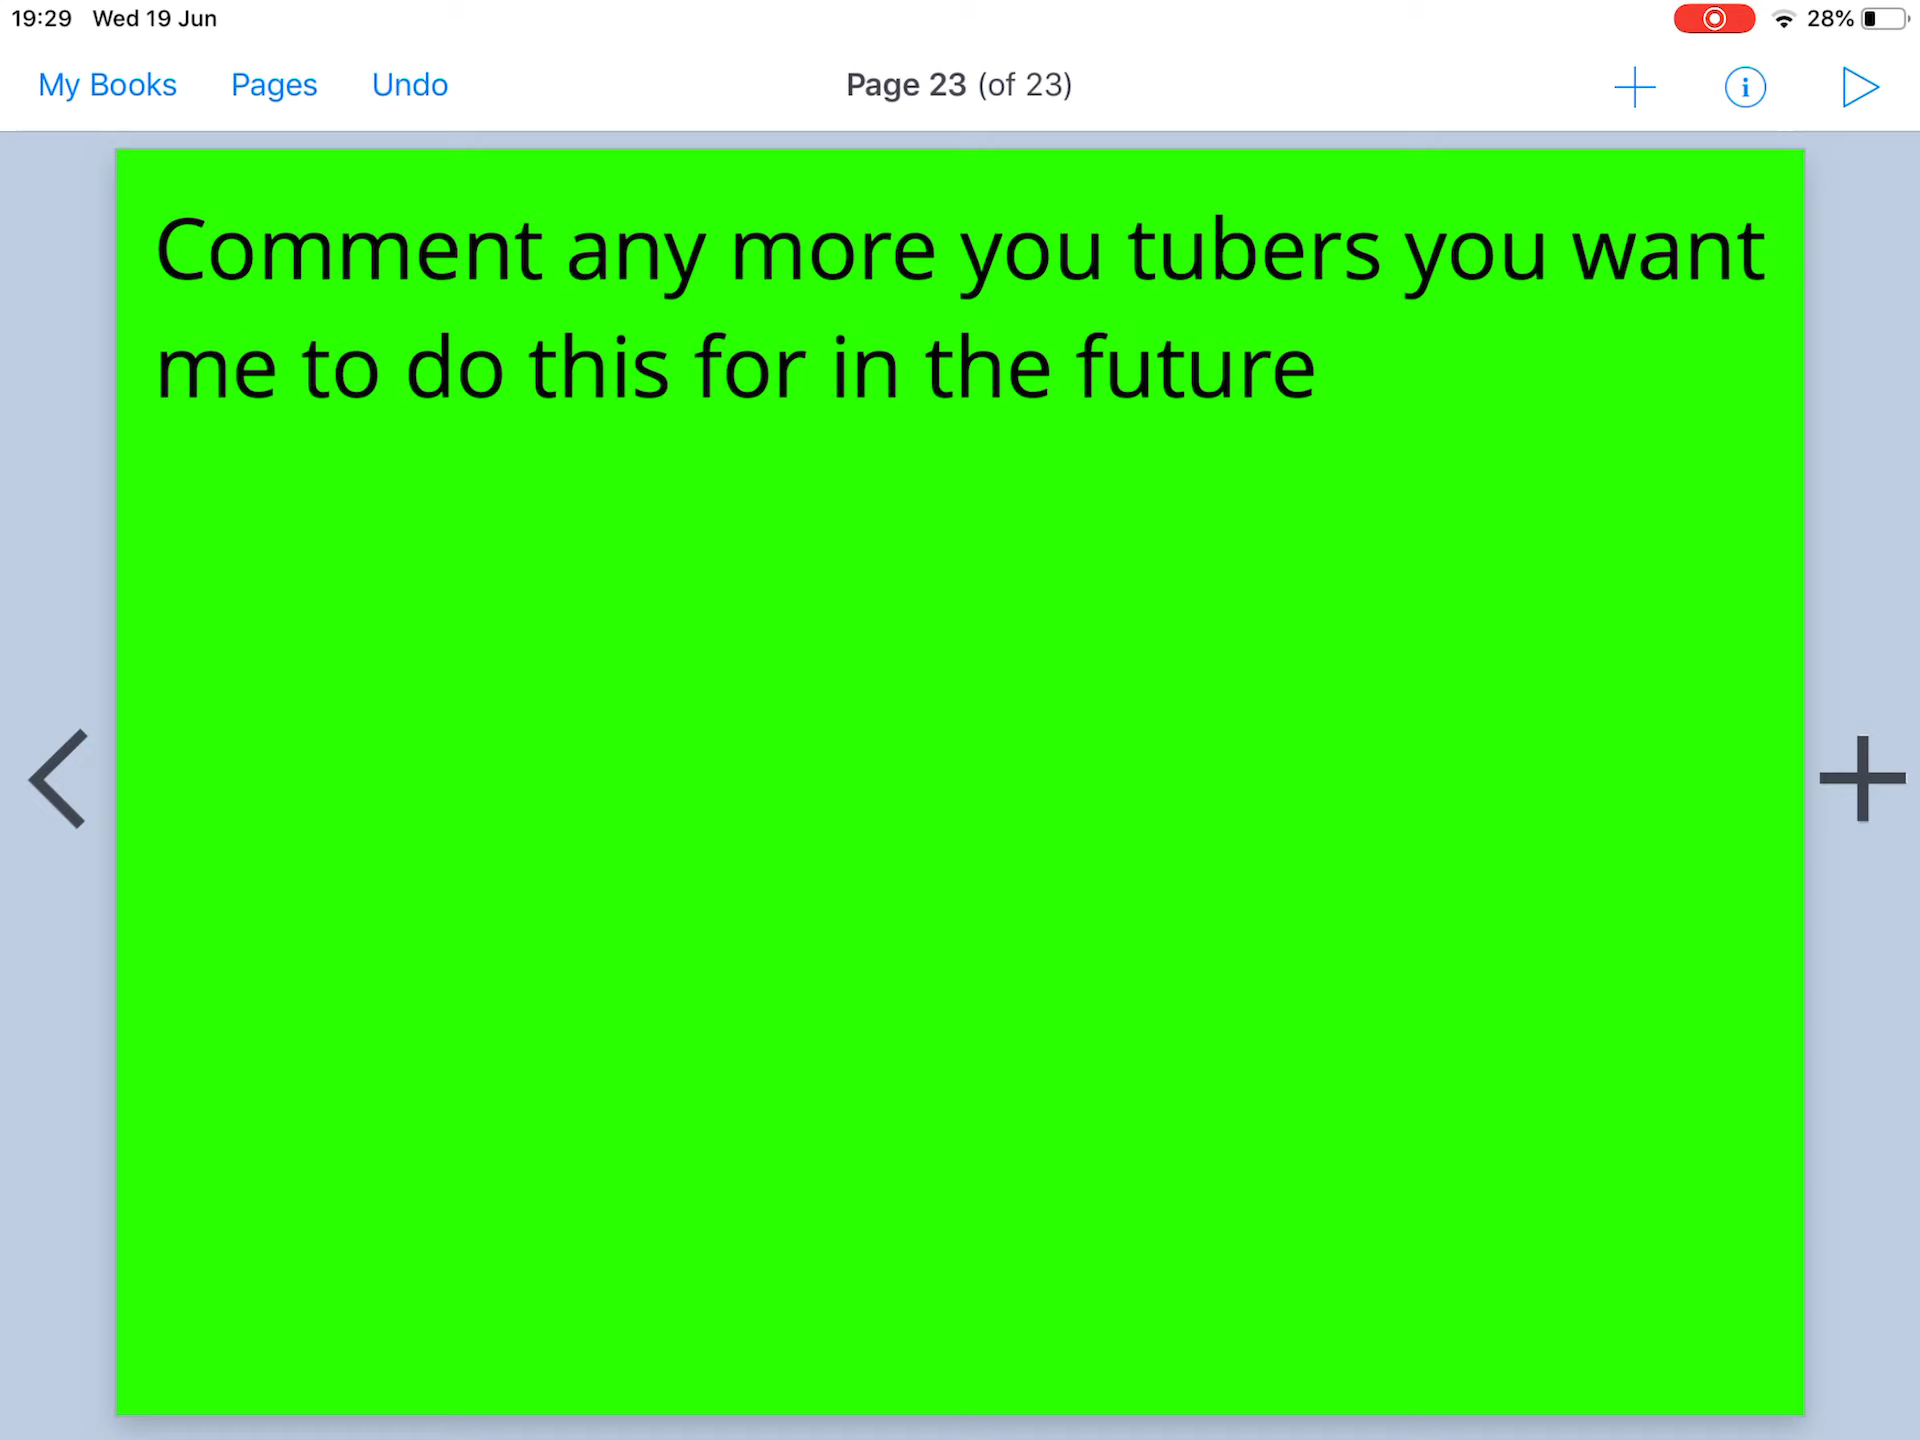 19:29 Wed 19 Jun 28%
My Books Pages Undo Page 23 (of 23)
Comment any more you tubers you want
me to do this for in the future